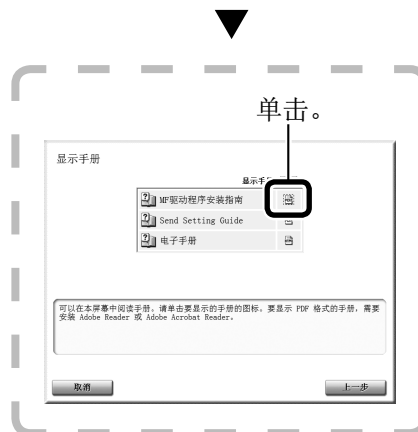 单击。
显示手册
显示手
MF驱动程序安装指南
Send Setting Guide
电子手册
可以在本屏幕中阅读手册。请单击要显示的手册的图标。要显示 PDF 格式的手册，需要
安装 Adobe Reader 或 Adobe Acrobat Reader。
取消
上一步